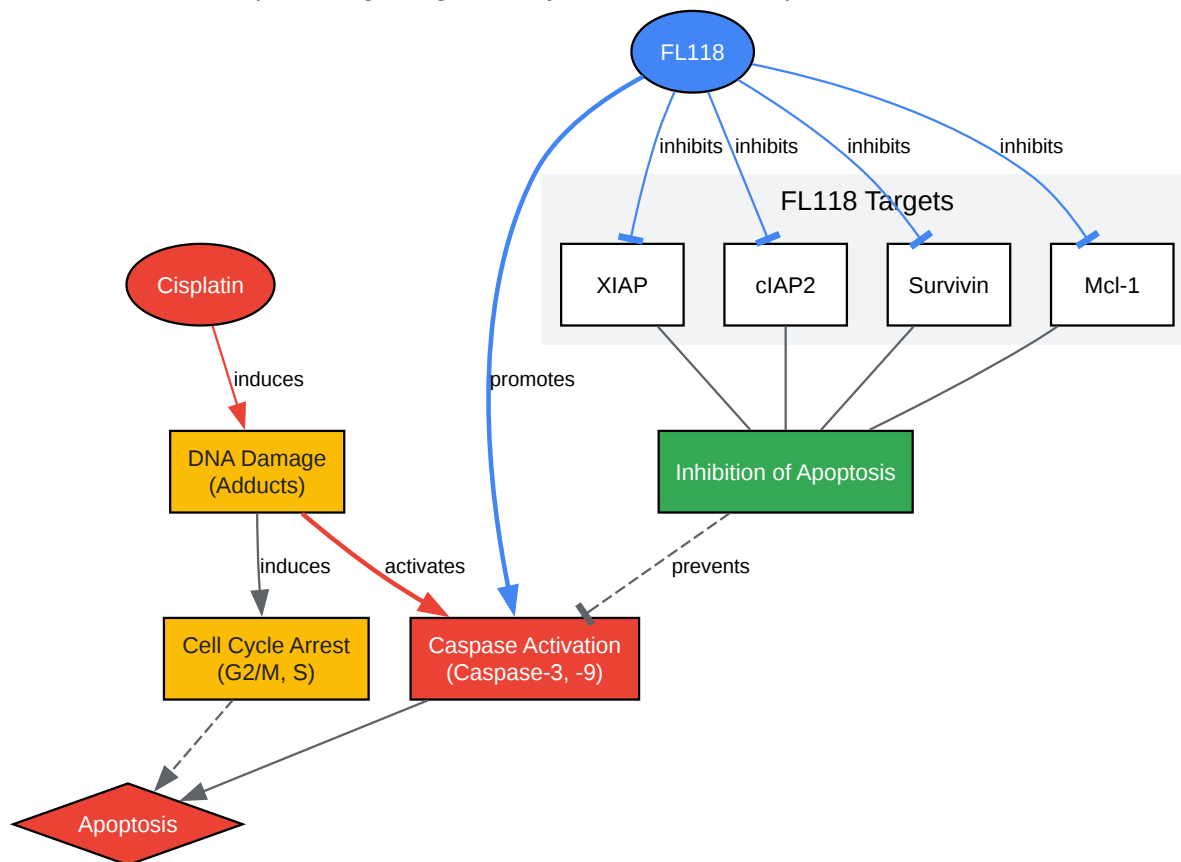 FL118
inhibits
inhibits
inhibits
inhibits
FL118 Targets
XIAP
cIAP2
Survivin
Mcl-1
Cisplatin
induces
promotes
DNA Damage
(Adducts)
Inhibition of Apoptosis
induces
activates
prevents
Cell Cycle Arrest
(G2/M, S)
Caspase Activation
(Caspase-3, -9)
Apoptosis